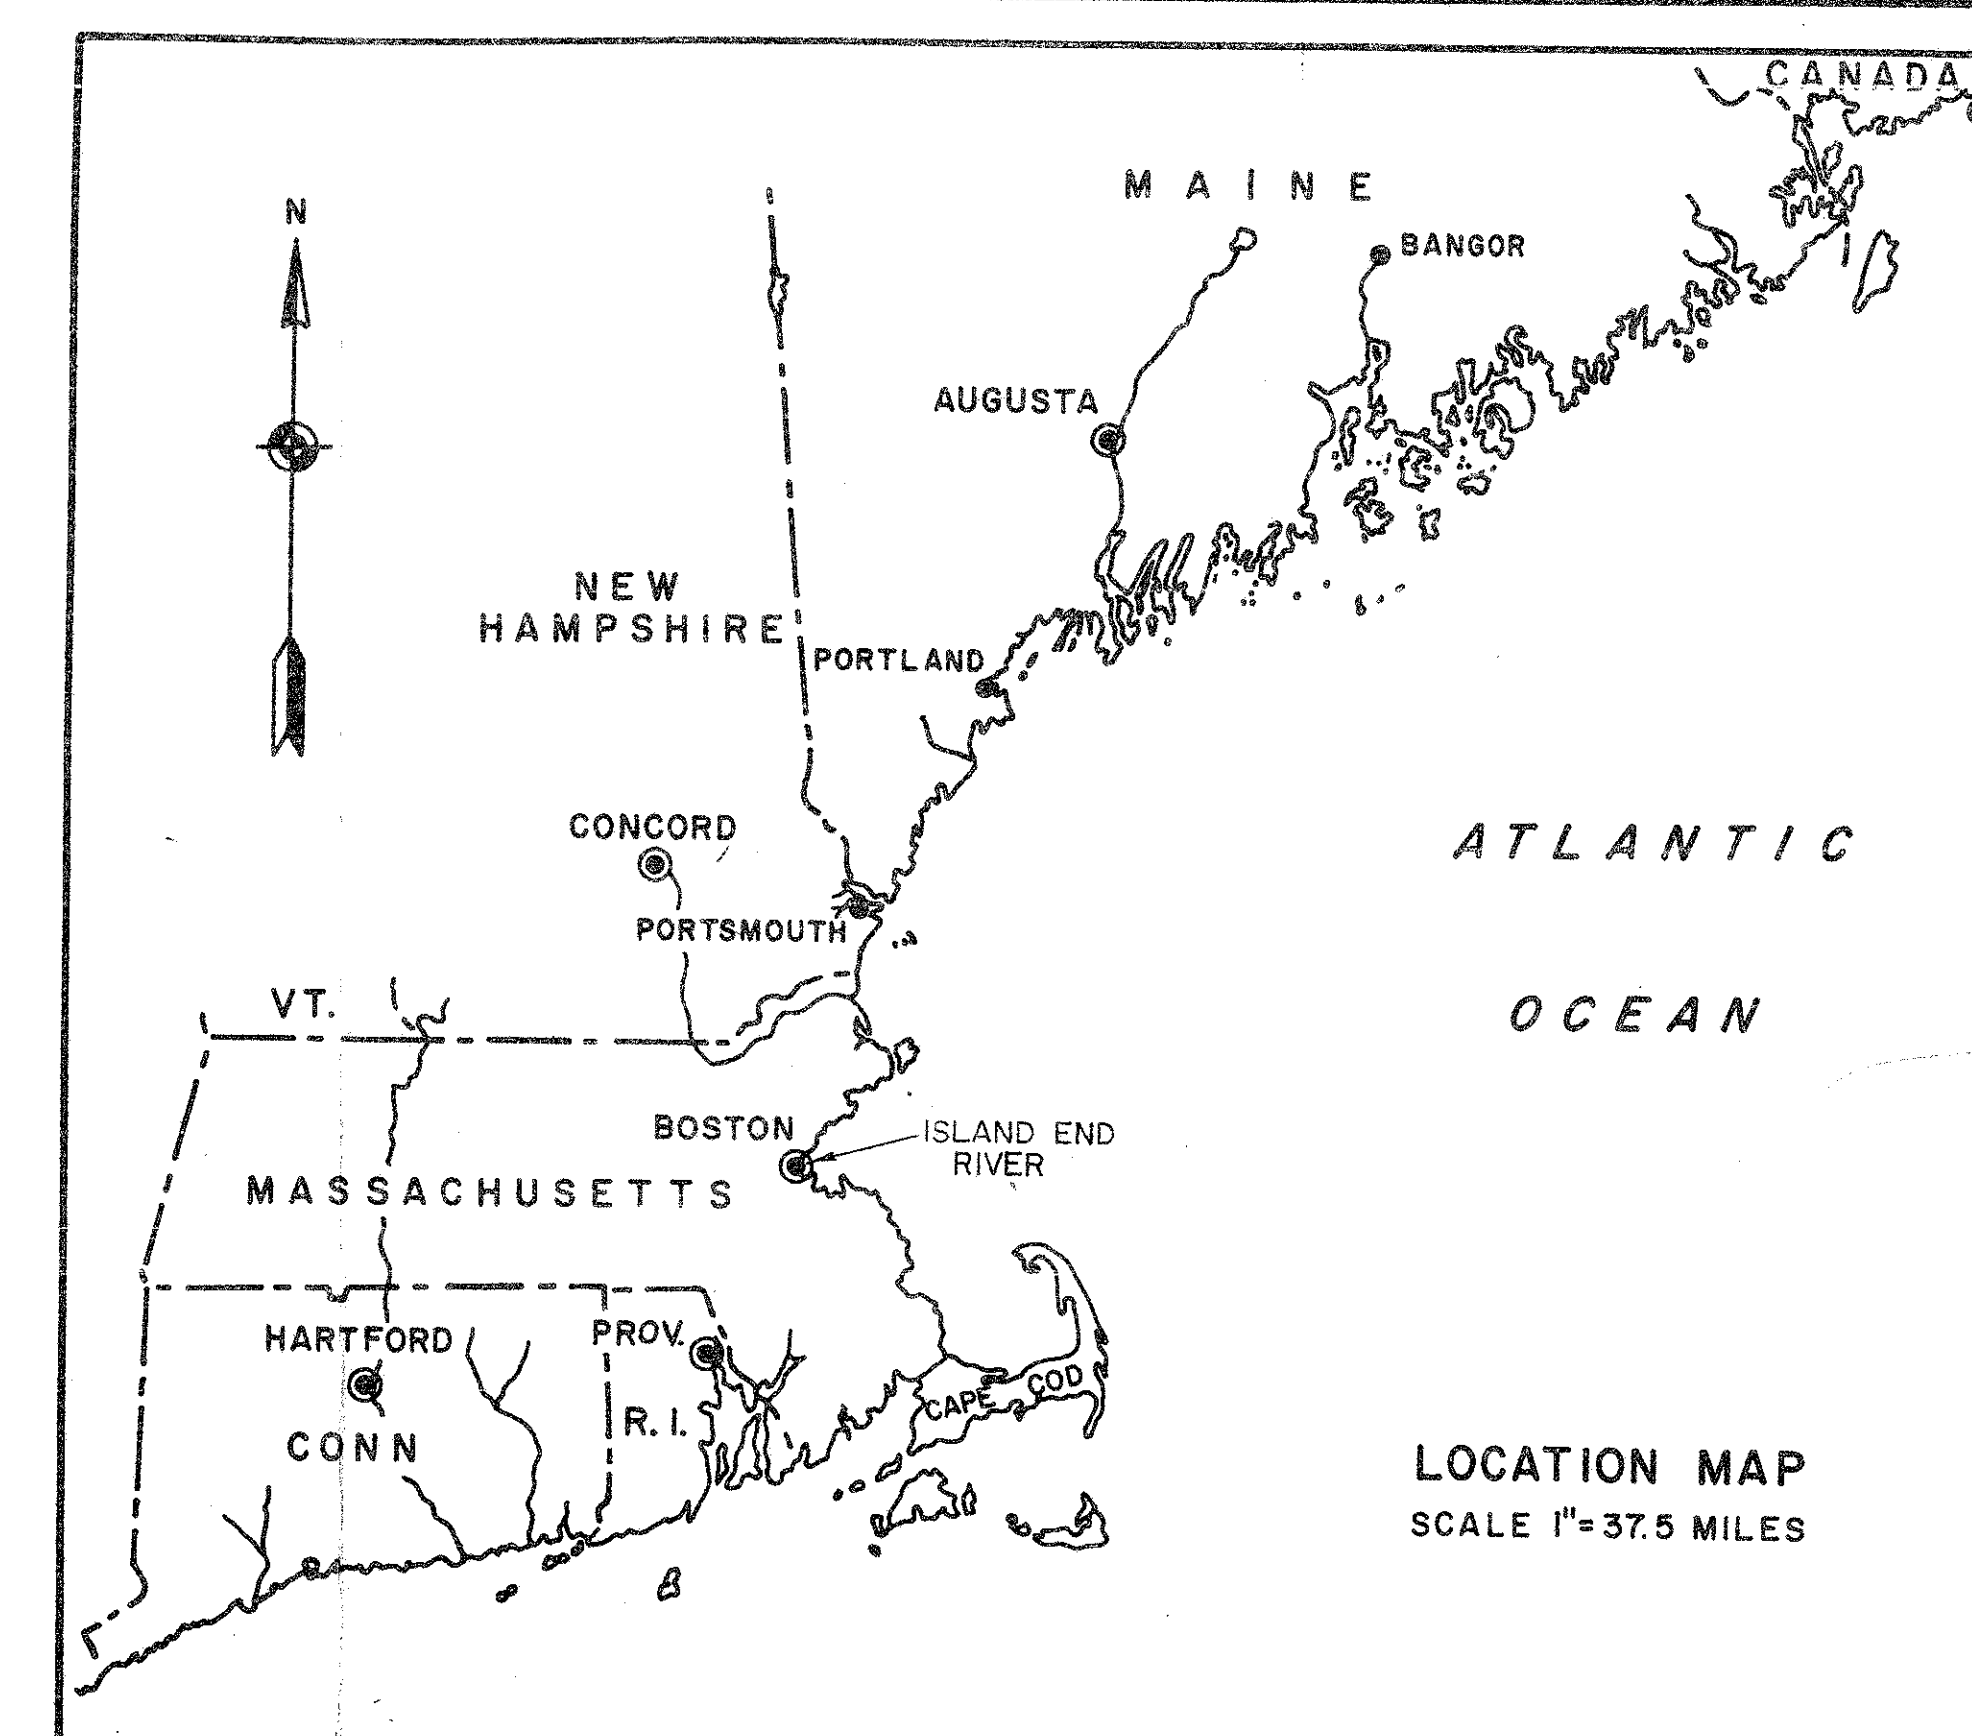 CANADA
MAINE
N
BANGOR
AUGUSTA
NEW
HAMPSHIRE
PORTLAND
CONCORD
ATLANTIC
PORTSMOUTH
VT.
OCEAN
BOSTON
ISLAND END
RIVER
MASSACHUSETTS
HARTFORD
PROV.
CAPE COD
R. I.
CONN
LOCATION MAP
SCALE 1"=37.5 MILES